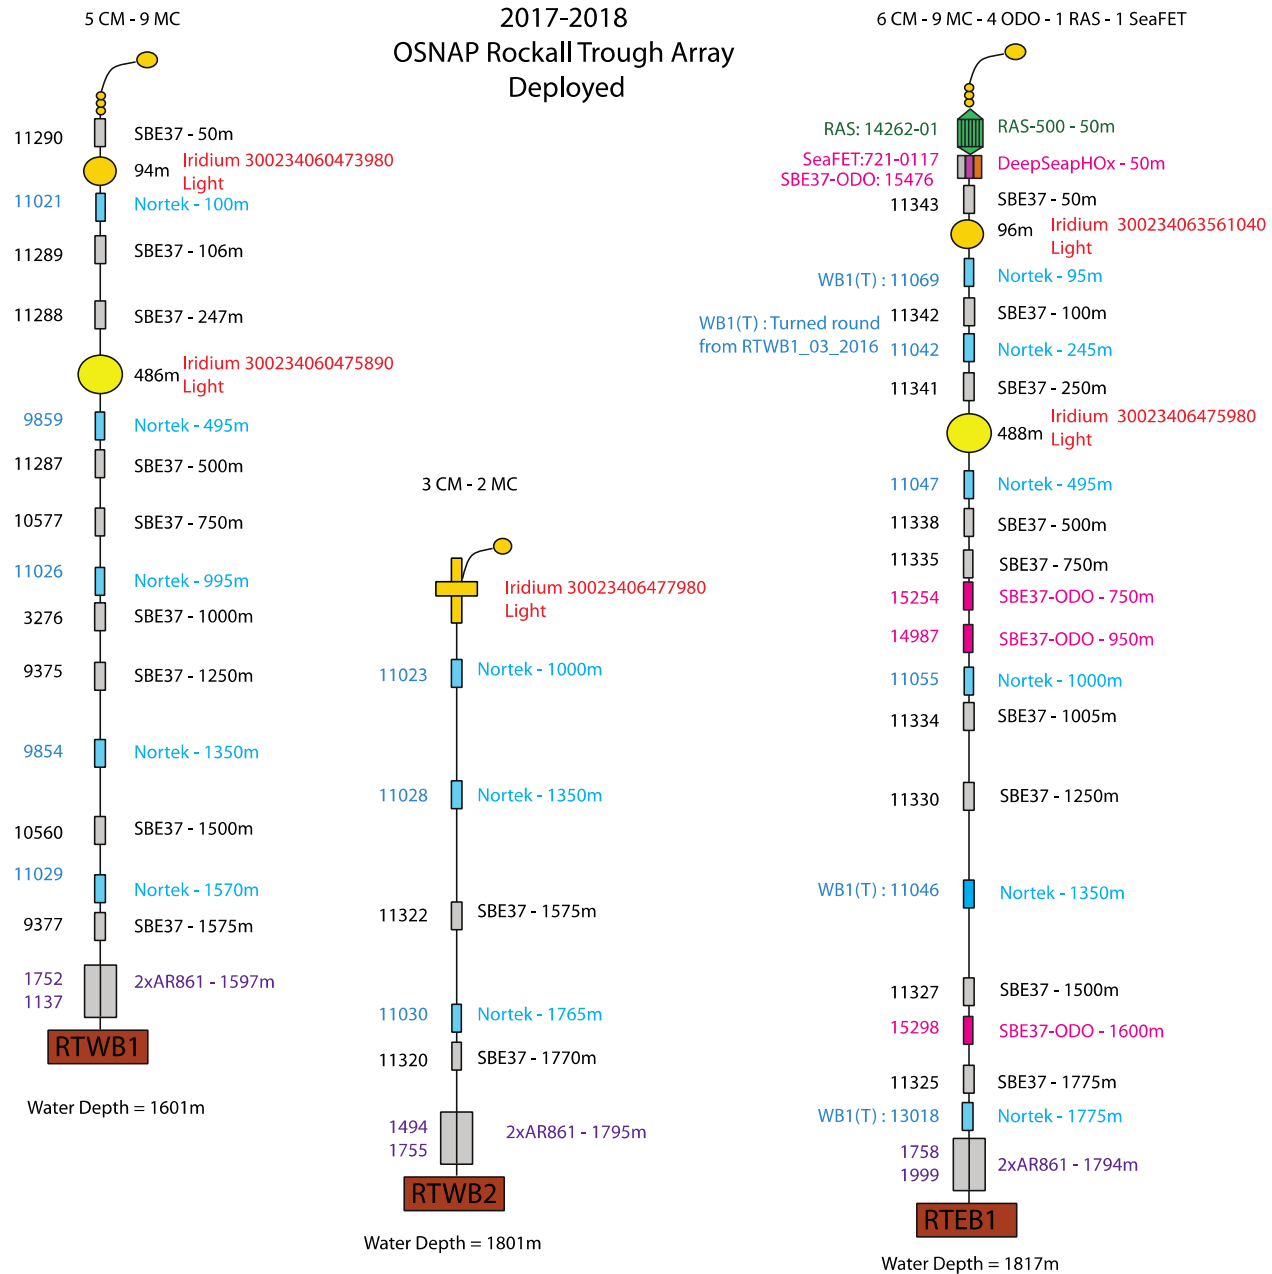 2017-2018
OSNAP Rockall Trough Array
Deployed
5 CM - 9 MC
11290 SBE37 - 50m
94m Iridium 300234060473980
Light
11021 Nortek - 100m
11289 SBE37 - 106m
11288 SBE37 - 247m
486m Iridium 300234060475890
Light
9859 Nortek - 495m
11287 SBE37 - 500m
10577 SBE37 - 750m
11026 Nortek - 995m
3276 SBE37 - 1000m
9375 SBE37 - 1250m
9854 Nortek - 1350m
10560 SBE37 - 1500m
11029 Nortek - 1570m
9377 SBE37 - 1575m
1752 2xAR861 - 1597m
1137
RTWB1
Water Depth = 1601m
3 CM - 2 MC
Iridium 30023406477980
Light
11023 Nortek - 1000m
11028 Nortek - 1350m
11322 SBE37 - 1575m
11030 Nortek - 1765m
11320 SBE37 - 1770m
1494 2xAR861 - 1795m
1755
RTWB2
Water Depth = 1801m
6 CM - 9 MC - 4 ODO - 1 RAS - 1 SeaFET
RAS: 14262-01 RAS-500 - 50m
SeaFET:721-0117 DeepSeapHOx - 50m
SBE37-ODO: 15476
11343 SBE37 - 50m
96m Iridium 300234063561040
Light
WB1(T) : 11069 Nortek - 95m
11342 SBE37 - 100m
WB1(T) : Turned round
from RTWB1_03_2016 11042 Nortek - 245m
11341 SBE37 - 250m
488m Iridium 30023406475980
Light
11047 Nortek - 495m
11338 SBE37 - 500m
11335 SBE37 - 750m
15254 SBE37-ODO - 750m
14987 SBE37-ODO - 950m
11055 Nortek - 1000m
11334 SBE37 - 1005m
11330 SBE37 - 1250m
WB1(T) : 11046 Nortek - 1350m
11327 SBE37 - 1500m
15298 SBE37-ODO - 1600m
11325 SBE37 - 1775m
WB1(T) : 13018 Nortek - 1775m
1758 2xAR861 - 1794m
1999
RTEB1
Water Depth = 1817m